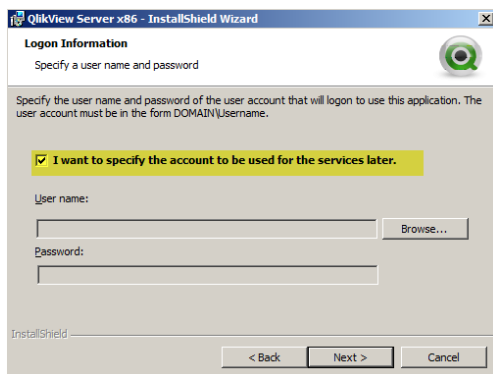 QlikView Server x86 - InstallShield Wizard
Logon Information
Specify a user name and password
Specify the user name and password of the user account that will logon to use this application. The
user account must be in the form DOMAIN\Username.
I want to specify the account to be used for the services later.
User name:
Browse...
Password:
InstallShield
< Back Next > Cancel